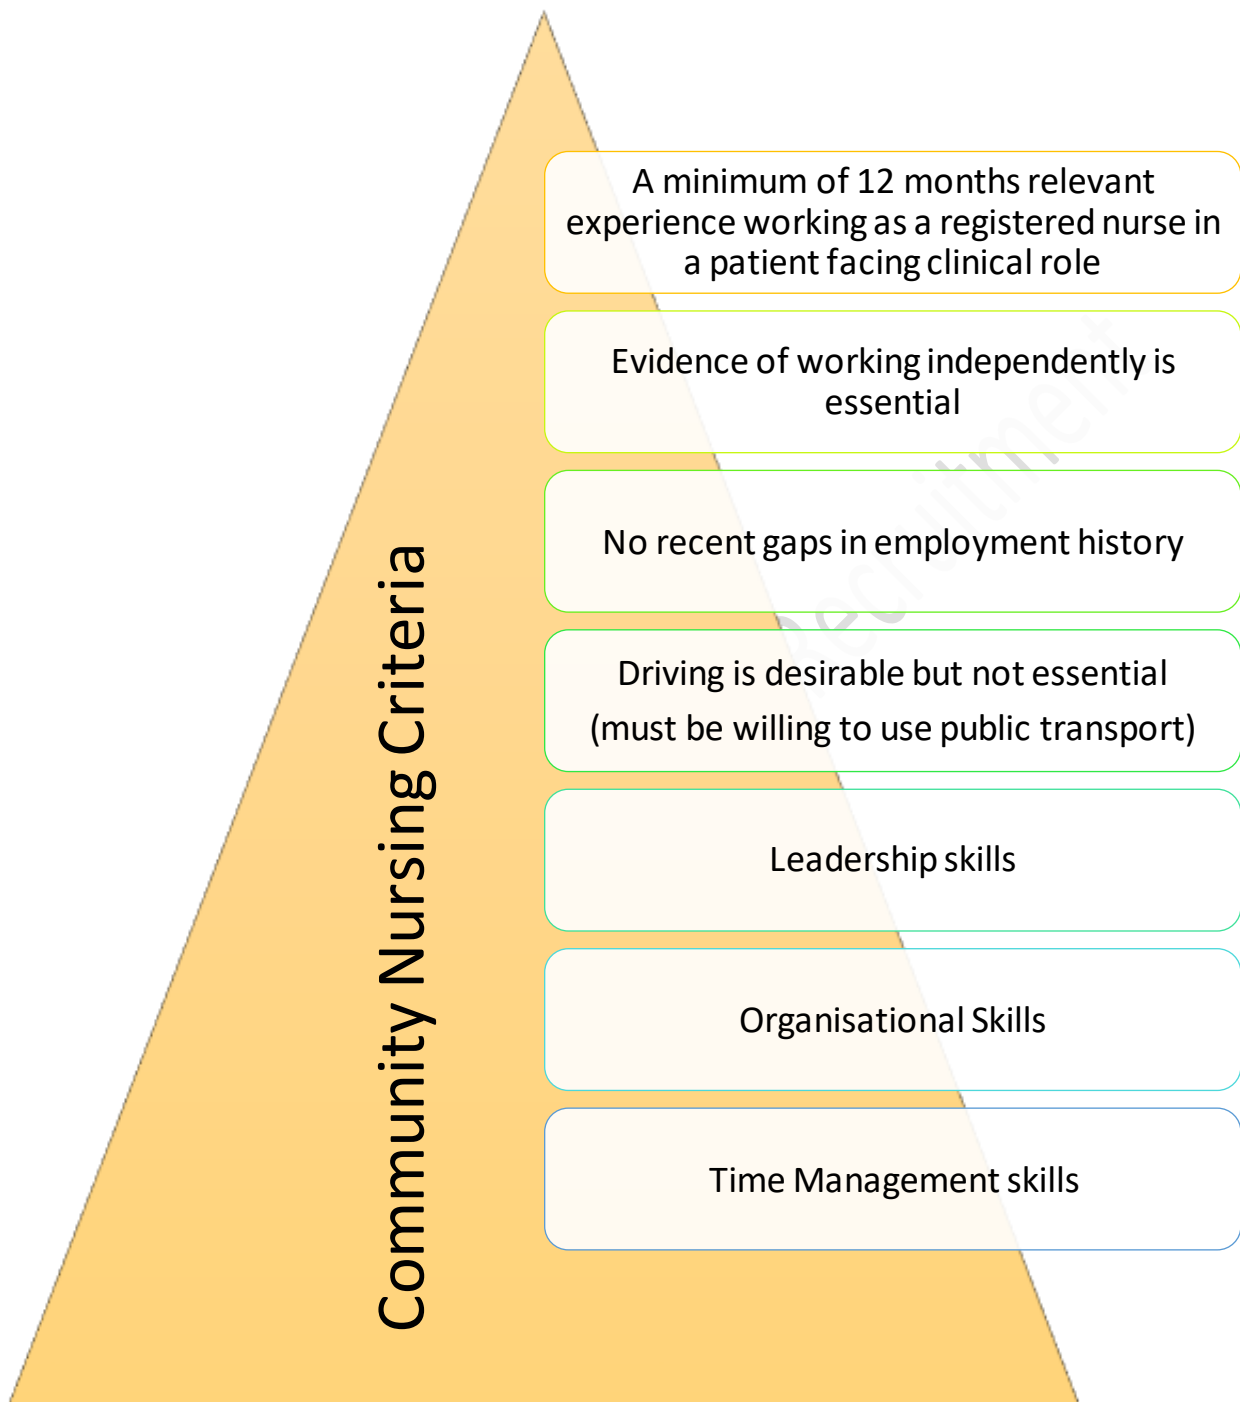 Community Nursing Criteria
A minimum of 12 months relevant
experience working as a registered nurse in
a patient facing clinical role
Evidence of working independently is
essential
No recent gaps in employment history
Driving is desirable but not essential
(must be willing to use public transport)
Leadership skills
Organisational Skills
Time Management skills
Recruitment